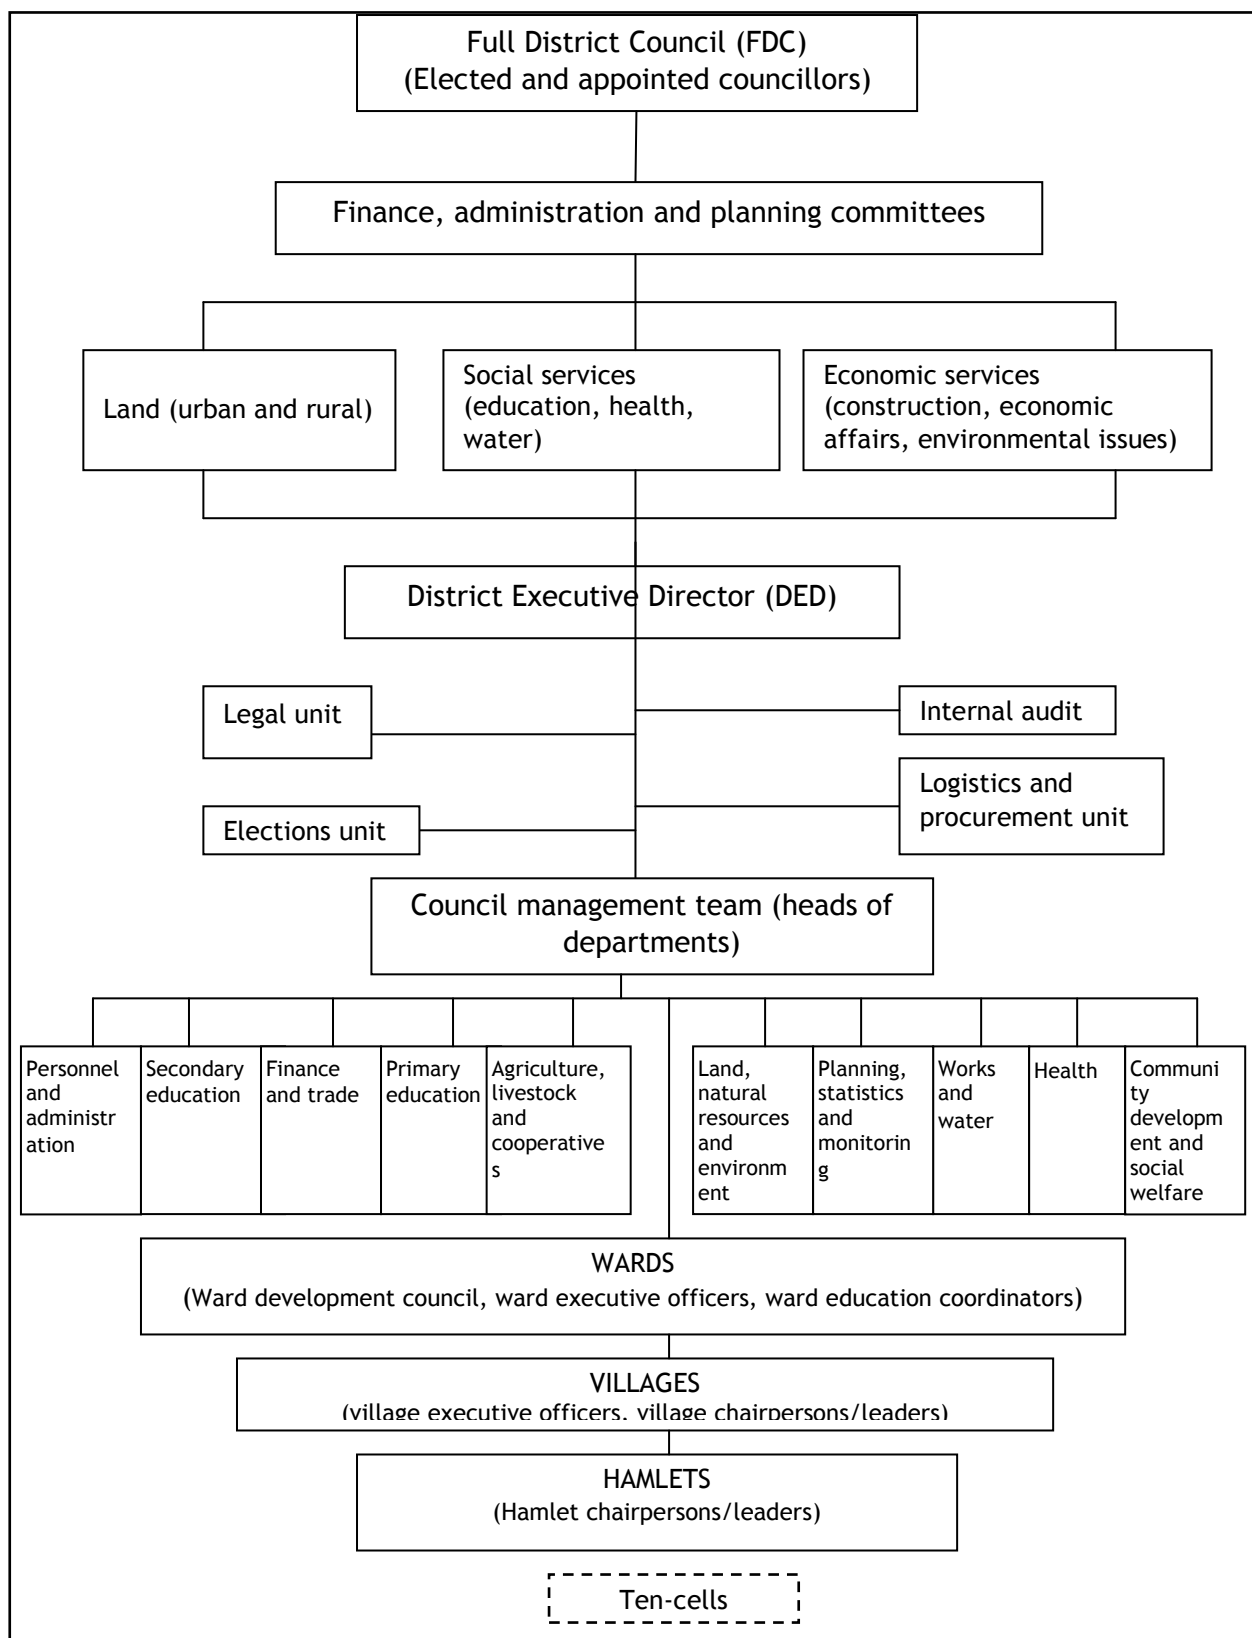 Full District Council (FDC)
(Elected and appointed councillors)
Finance, administration and planning committees
Land (urban and rural)
Social services
(education, health,
water)
Economic services
(construction, economic
affairs, environmental issues)
District Executive Director (DED)
Legal unit
Internal audit
Logistics and
procurement unit
Elections unit
Council management team (heads of
departments)
Personnel
and
administr
ation
Secondary
education
Finance
and trade
Primary
education
Agriculture,
livestock
and
cooperative
s
Land,
natural
resources
and
environm
ent
Planning,
statistics
and
monitorin
g
Works
and
water
Health
Communi
ty
developm
ent and
social
welfare
WARDS
(Ward development council, ward executive officers, ward education coordinators)
VILLAGES
(village executive officers, village chairpersons/leaders)
HAMLETS
(Hamlet chairpersons/leaders)
Ten-cells